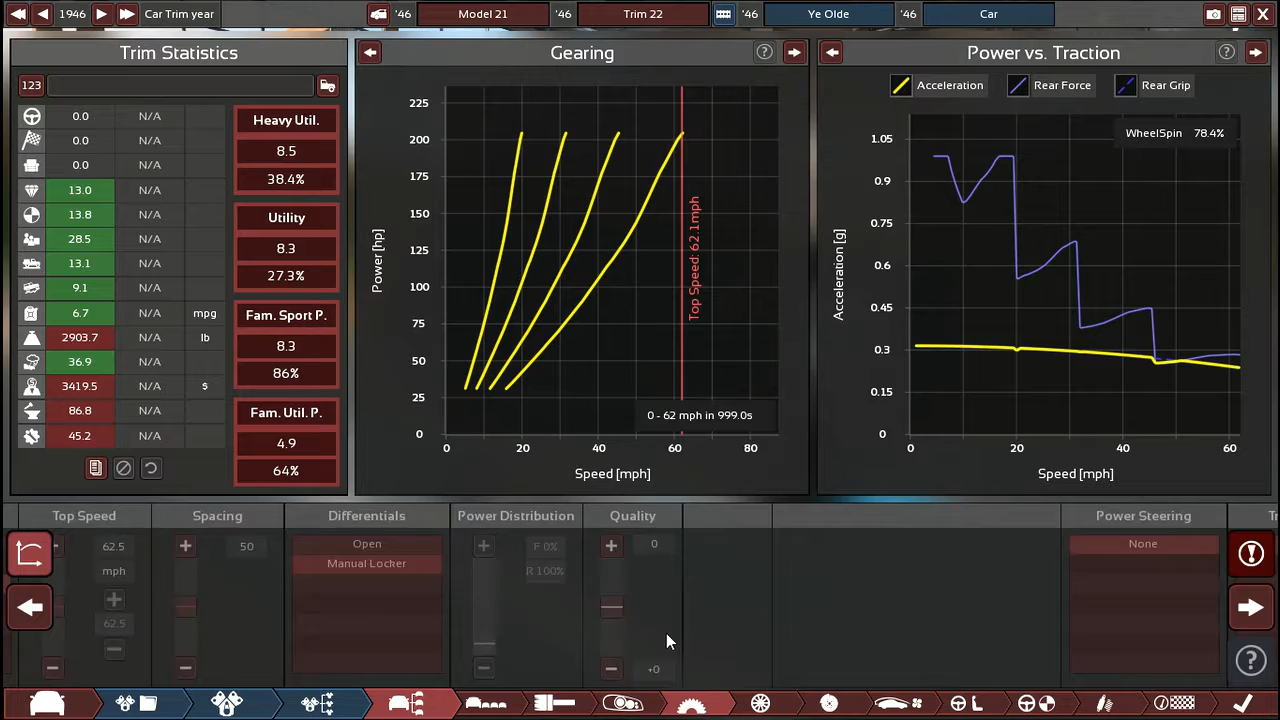 1946 Car Trim year '46 Model 21 '46 Trim 22 '46 Ye Olde '46 Car
Trim Statistics
123
0.0 N/A
0.0 N/A
0.0 N/A
13.0 N/A
13.8 N/A
28.5 N/A
13.1 N/A
9.1 N/A
6.7 N/A mpg
2903.7 N/A lb
36.9 N/A
3419.5 N/A $
86.8 N/A
45.2 N/A
Heavy Util.
8.5
38.4%
Utility
8.3
27.3%
Fam. Sport P.
8.3
86%
Fam. Util. P.
4.9
64%
Gearing ?
225
200
175
150
125
100
75
50
25
0
Power [hp]
Top Speed: 62.1mph
0 - 62 mph in 999.0s
0 20 40 60 80
Speed [mph]
Power vs. Traction ?
Acceleration Rear Force Rear Grip
WheelSpin 78.4%
1.05
0.9
0.75
0.6
0.45
0.3
0.15
0
Acceleration [g]
0 20 40 60
Speed [mph]
Top Speed
62.5
mph
62.5
Spacing
50
Differentials
Open
Manual Locker
Power Distribution
F 0%
R 100%
Quality
0
+0
Power Steering
None
Tr
?